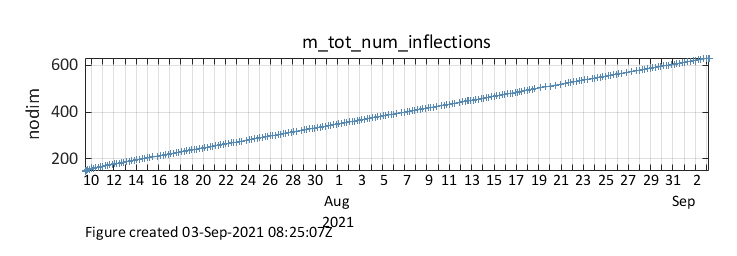 m_tot_num_inflections
nodim
600
400
200
10 12 14 16 18 20 22 24 26 28 30 1 3 5 7 9 11 13 15 17 19 21 23 25 27 29 31 2
Aug Sep
2021
Figure created 03-Sep-2021 08:25:07Z